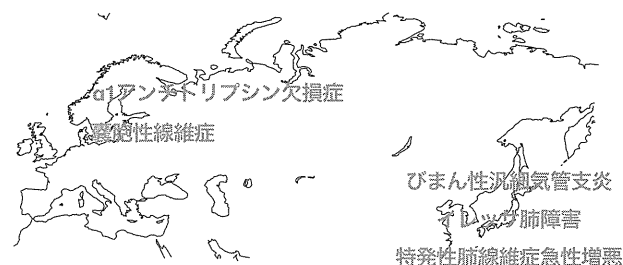 α1アンチトリプシン欠損症
嚢胞性線維症
びまん性汎細気管支炎
イレッサ肺障害
特発性肺線維症急性増悪